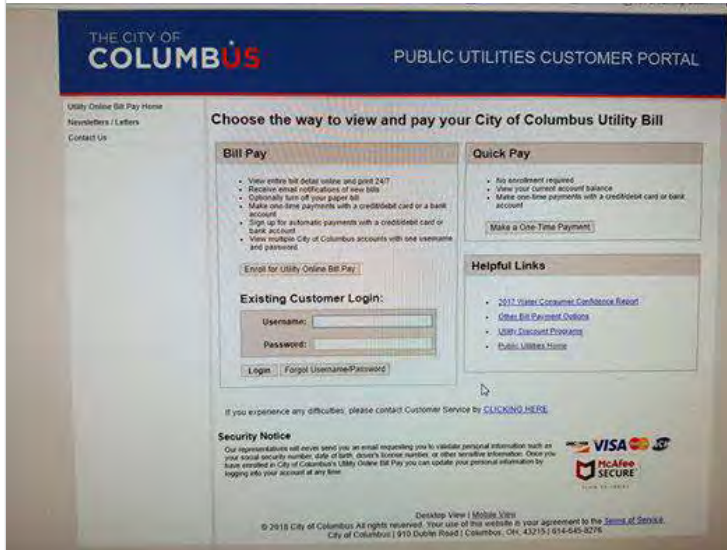 THE CITY OF
COLUMBUS
PUBLIC UTILITIES CUSTOMER PORTAL
Utility Online Bill Pay Home
Newsletters / Letters
Contact Us
Choose the way to view and pay your City of Columbus Utility Bill
Bill Pay
View entire bill detail online and print 24/7
Receive email notifications of new bills
Optionally turn off your paper bill
Make one-time payments with a credit/debit card or a bank
account
Sign up for automatic payments with a credit/debit card or
bank account
View multiple City of Columbus accounts with one username
and password
Enroll for Utility Online Bill Pay
Existing Customer Login:
Username:
Password:
Login
Forgot Username/Password
Quick Pay
No enrollment required
View your current account balance
Make one-time payments with a credit/debit card or bank
account
Make a One-Time Payment
Helpful Links
2017 Water Consumer Confidence Report
Other Bill Payment Options
Utility Discount Programs
Public Utilities Home
If you experience any difficulties, please contact Customer Service by CLICKING HERE.
Security Notice
Our representatives will never send you an email requesting you to validate personal information such as
your social security number, date of birth, driver's license number, or other sensitive information. Once you
have enrolled in City of Columbus's Utility Online Bill Pay you can update your personal information by
logging into your account at any time.
VISA
McAfee
SECURE
Desktop View | Mobile View
© 2018 City of Columbus All rights reserved. Your use of this website is your agreement to the Terms of Service.
City of Columbus | 910 Dublin Road | Columbus, OH, 43215 | 614-645-8276